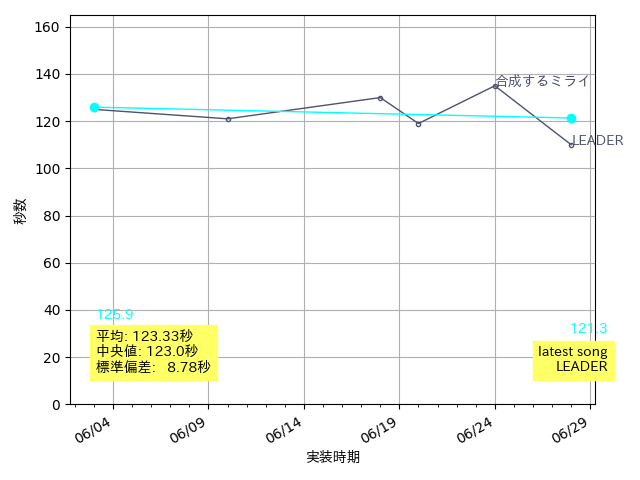 160
140
120
100
80
60
40
20
0
秒数
合成するミライ
LEADER
125.9
平均: 123.33秒
中央値: 123.0秒
標準偏差: 8.78秒
121.3
latest song
LEADER
06/04
06/09
06/14
06/19
06/24
06/29
実装時期